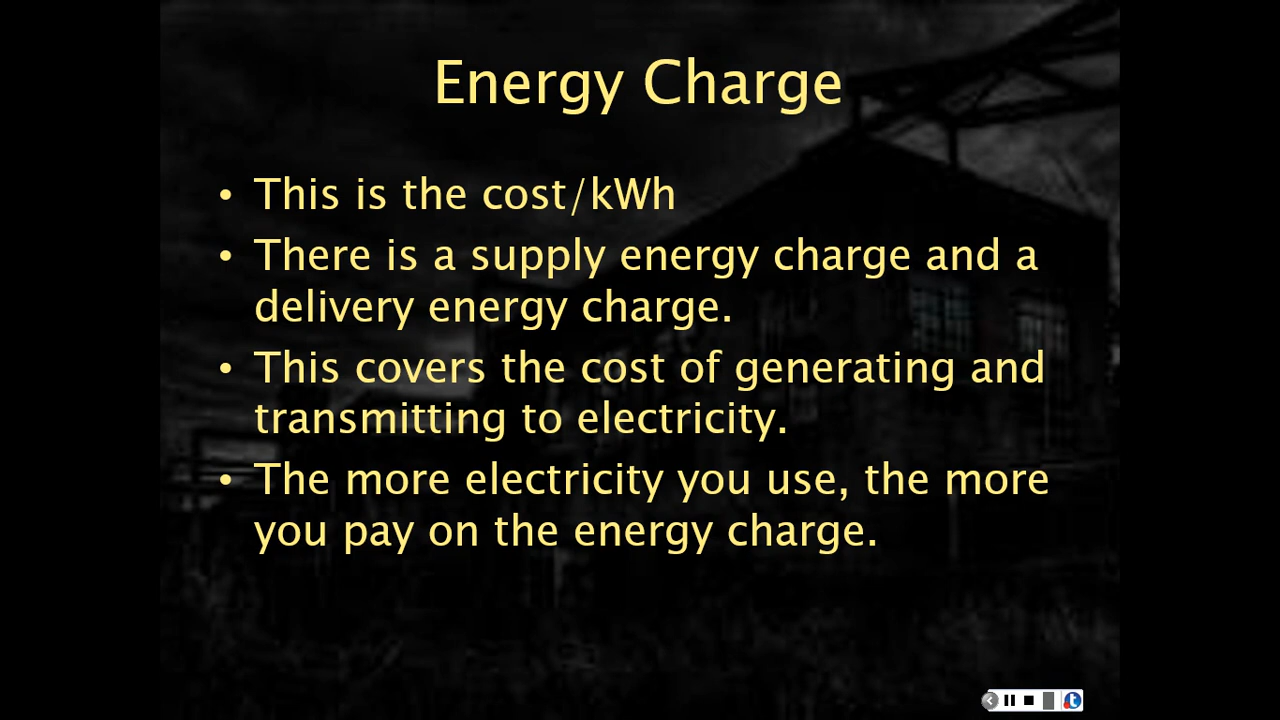 Energy Charge
• This is the cost/kWh
• There is a supply energy charge and a
delivery energy charge.
• This covers the cost of generating and
transmitting to electricity.
• The more electricity you use, the more
you pay on the energy charge.
t